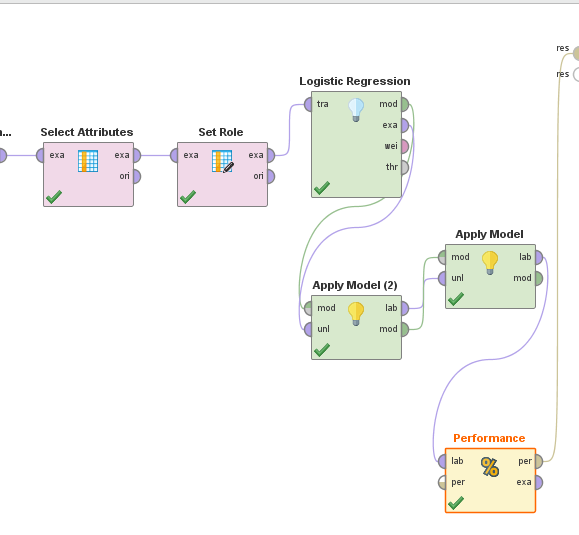 res
res
Logistic Regression
tra mod
exa
wei
thr
n... Select Attributes Set Role
exa exa exa exa
ori ori
Apply Model
mod lab
unl mod
Apply Model (2)
mod lab
unl mod
Performance
lab per
per exa
%